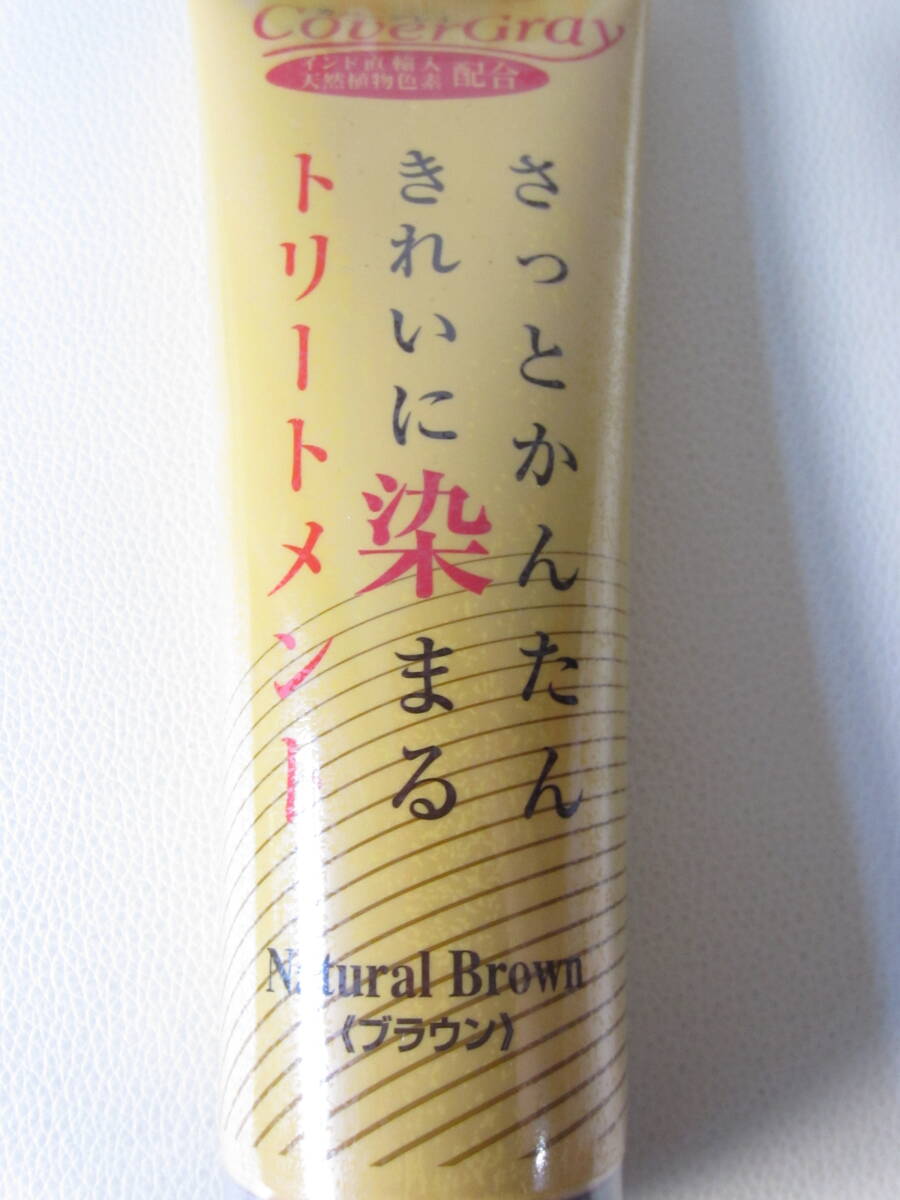 CoverGray
インド直輸入
天然植物色素
配合
さっとかんたん
きれいに染まる
トリートメント
Natural Brown
《ブラウン》